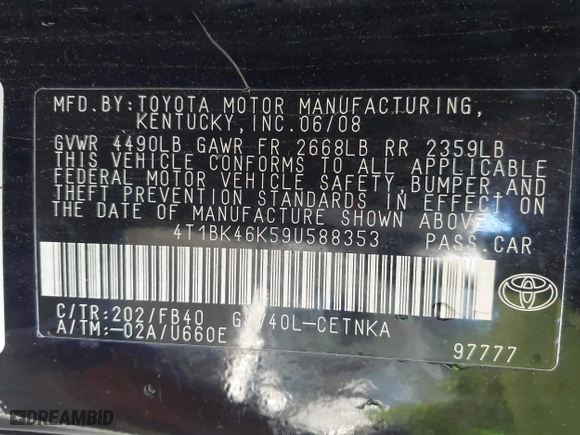 MFD.BY:TOYOTA MOTOR MANUFACTURING,
KENTUCKY, INC.06/08
GVWR 4490LB GAWR FR 2668LB RR 2359LB
THIS VEHICLE CONFORMS TO ALL APPLICABLE
FEDERAL MOTOR VEHICLE SAFETY, BUMPER, AND
THEFT PREVENTION STANDARDS IN EFFECT ON
THE DATE OF MANUFACTURE SHOWN ABOVE.
4T1BK46K59U588353 PASS.CAR
C/TR:202/FB40
A/TM:-02A/U660E
97777
DREAMBID